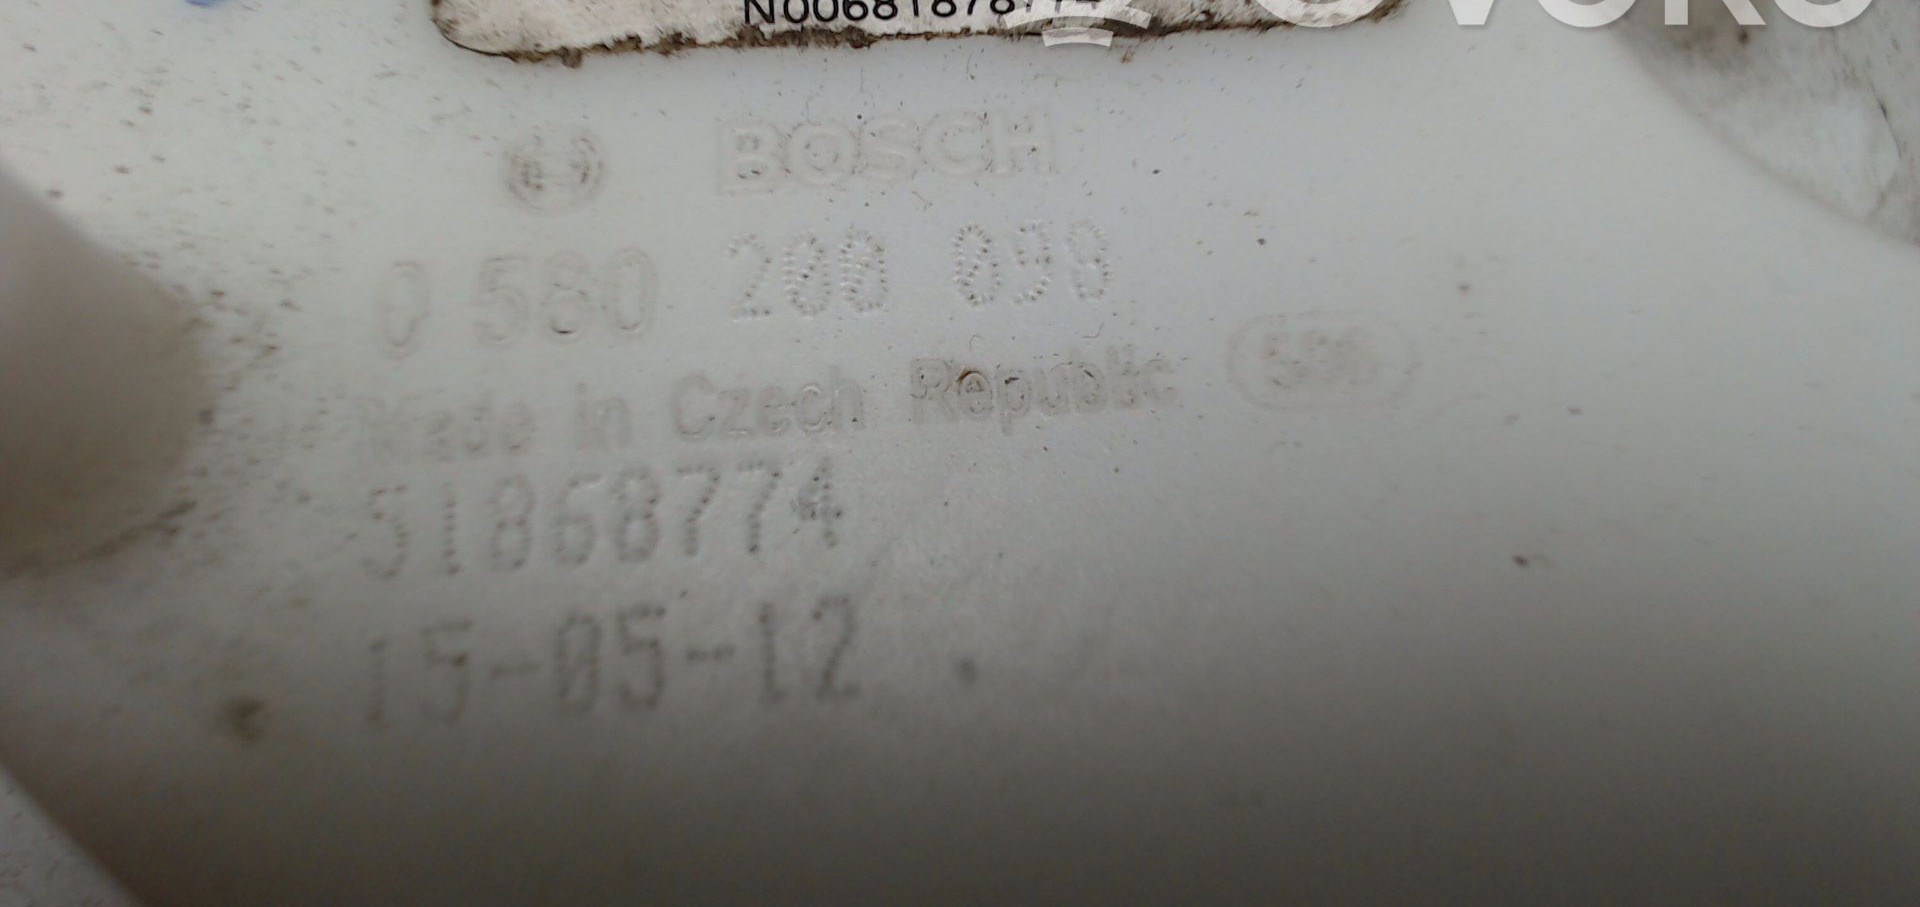 BOSCH
0 580 200 098
Made in Czech Republic
51868774
15-05-12